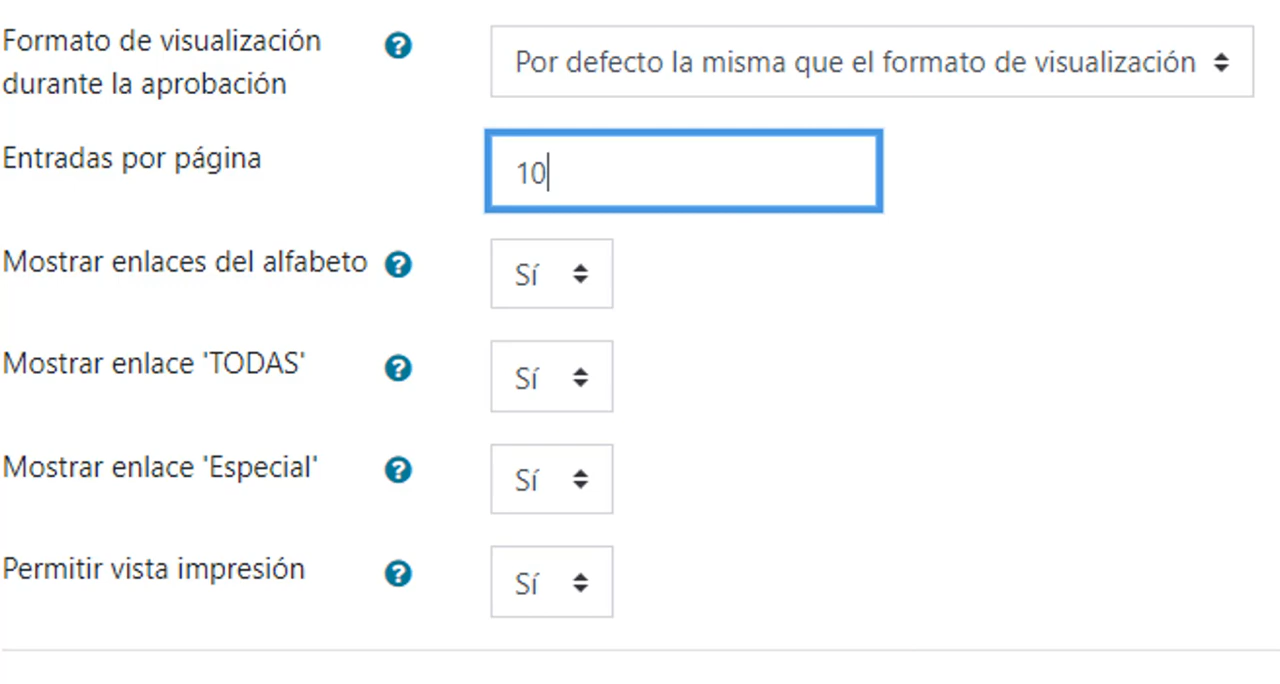 Formato de visualización
durante la aprobación
Por defecto la misma que el formato de visualización
Entradas por página
10
Mostrar enlaces del alfabeto
Sí
Mostrar enlace 'TODAS'
Sí
Mostrar enlace 'Especial'
Sí
Permitir vista impresión
Sí